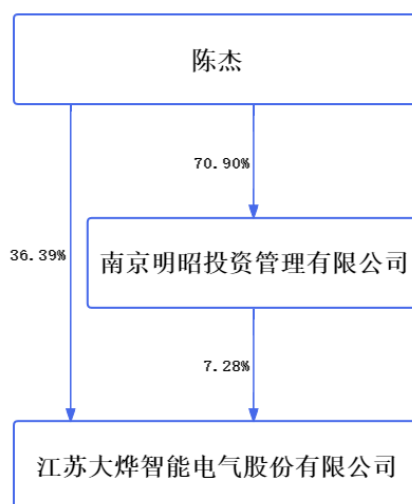 陈杰
70.90%
36.39%
南京明昭投资管理有限公司
7.28%
江苏大烨智能电气股份有限公司